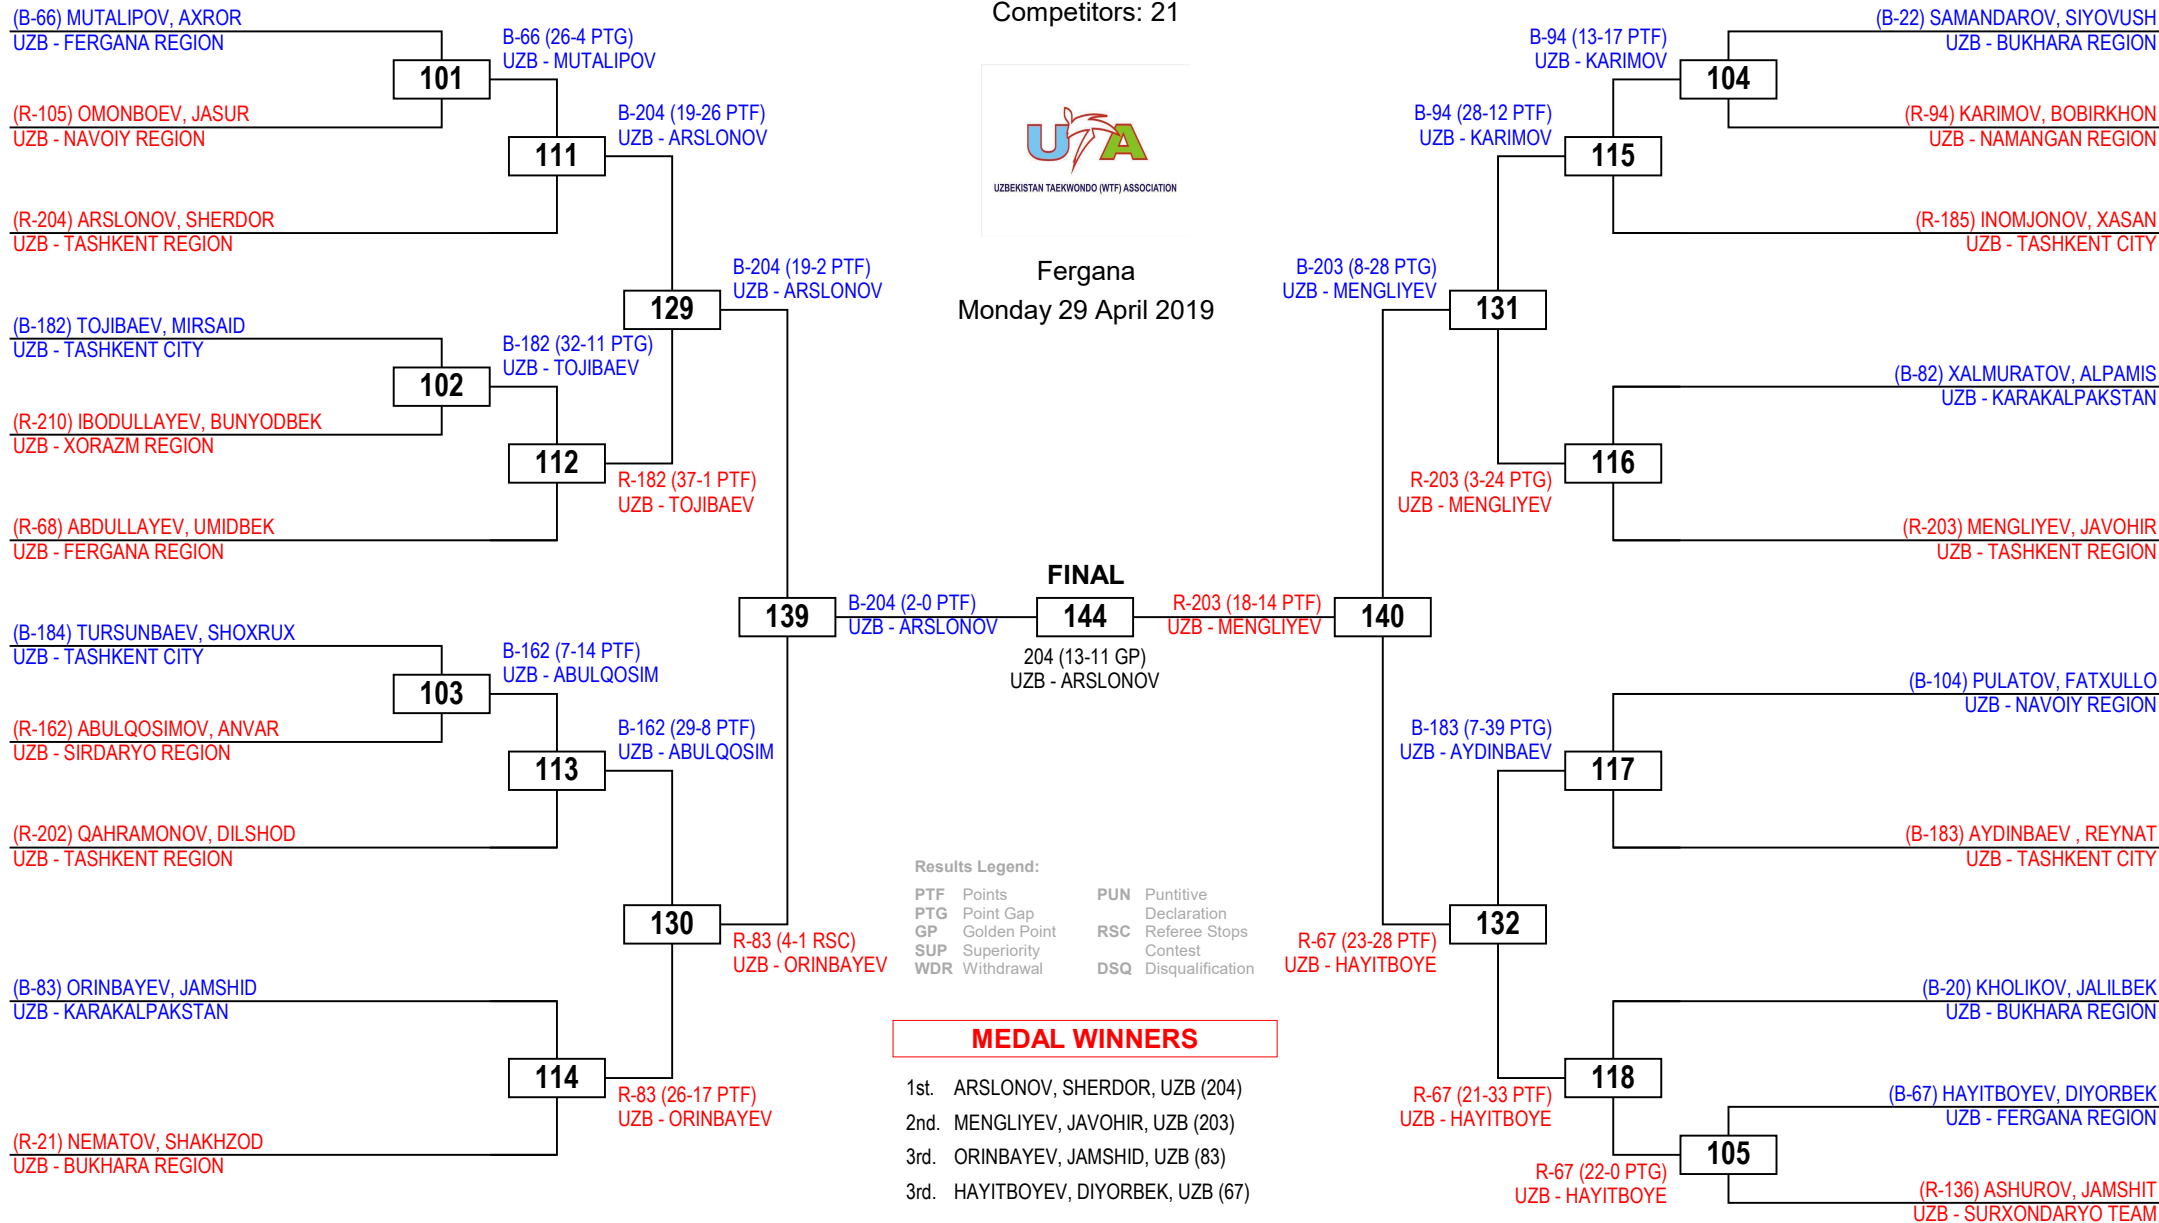 Competitors: 21
(B-66) MUTALIPOV, AXROR
UZB - FERGANA REGION
(R-105) OMONBOEV, JASUR
UZB - NAVOIY REGION
(R-204) ARSLONOV, SHERDOR
UZB - TASHKENT REGION
(B-182) TOJIBAEV, MIRSAID
UZB - TASHKENT CITY
(R-210) IBODULLAYEV, BUNYODBEK
UZB - XORAZM REGION
(R-68) ABDULLAYEV, UMIDBEK
UZB - FERGANA REGION
(B-184) TURSUNBAEV, SHOXRUX
UZB - TASHKENT CITY
(R-162) ABULQOSIMOV, ANVAR
UZB - SIRDARYO REGION
(R-202) QAHRAMONOV, DILSHOD
UZB - TASHKENT REGION
(B-83) ORINBAYEV, JAMSHID
UZB - KARAKALPAKSTAN
(R-21) NEMATOV, SHAKHZOD
UZB - BUKHARA REGION
101
B-66 (26-4 PTG)
UZB - MUTALIPOV
102
B-182 (32-11 PTG)
UZB - TOJIBAEV
103
B-162 (7-14 PTF)
UZB - ABULQOSIM
111
B-204 (19-26 PTF)
UZB - ARSLONOV
112
R-182 (37-1 PTF)
UZB - TOJIBAEV
113
B-162 (29-8 PTF)
UZB - ABULQOSIM
114
R-83 (26-17 PTF)
UZB - ORINBAYEV
129
B-204 (19-2 PTF)
UZB - ARSLONOV
130
R-83 (4-1 RSC)
UZB - ORINBAYEV
139
B-204 (2-0 PTF)
UZB - ARSLONOV
UTA
UZBEKISTAN TAEKWONDO (WTF) ASSOCIATION
Fergana
Monday 29 April 2019
FINAL
144
204 (13-11 GP)
UZB - ARSLONOV
R-203 (18-14 PTF)
UZB - MENGLIYEV
140
B-203 (8-28 PTG)
UZB - MENGLIYEV
131
R-67 (23-28 PTF)
UZB - HAYITBOYE
132
B-94 (28-12 PTF)
UZB - KARIMOV
115
R-203 (3-24 PTG)
UZB - MENGLIYEV
116
B-183 (7-39 PTG)
UZB - AYDINBAEV
117
R-67 (21-33 PTF)
UZB - HAYITBOYE
118
B-94 (13-17 PTF)
UZB - KARIMOV
104
R-67 (22-0 PTG)
UZB - HAYITBOYE
105
(B-22) SAMANDAROV, SIYOVUSH
UZB - BUKHARA REGION
(R-94) KARIMOV, BOBIRKHON
UZB - NAMANGAN REGION
(R-185) INOMJONOV, XASAN
UZB - TASHKENT CITY
(B-82) XALMURATOV, ALPAMIS
UZB - KARAKALPAKSTAN
(R-203) MENGLIYEV, JAVOHIR
UZB - TASHKENT REGION
(B-104) PULATOV, FATXULLO
UZB - NAVOIY REGION
(B-183) AYDINBAEV , REYNAT
UZB - TASHKENT CITY
(B-20) KHOLIKOV, JALILBEK
UZB - BUKHARA REGION
(B-67) HAYITBOYEV, DIYORBEK
UZB - FERGANA REGION
(R-136) ASHUROV, JAMSHIT
UZB - SURXONDARYO TEAM
Results Legend:
PTF Points
PTG Point Gap
GP Golden Point
SUP Superiority
WDR Withdrawal
PUN Puntitive
Declaration
RSC Referee Stops
Contest
DSQ Disqualification
MEDAL WINNERS
1st. ARSLONOV, SHERDOR, UZB (204)
2nd. MENGLIYEV, JAVOHIR, UZB (203)
3rd. ORINBAYEV, JAMSHID, UZB (83)
3rd. HAYITBOYEV, DIYORBEK, UZB (67)